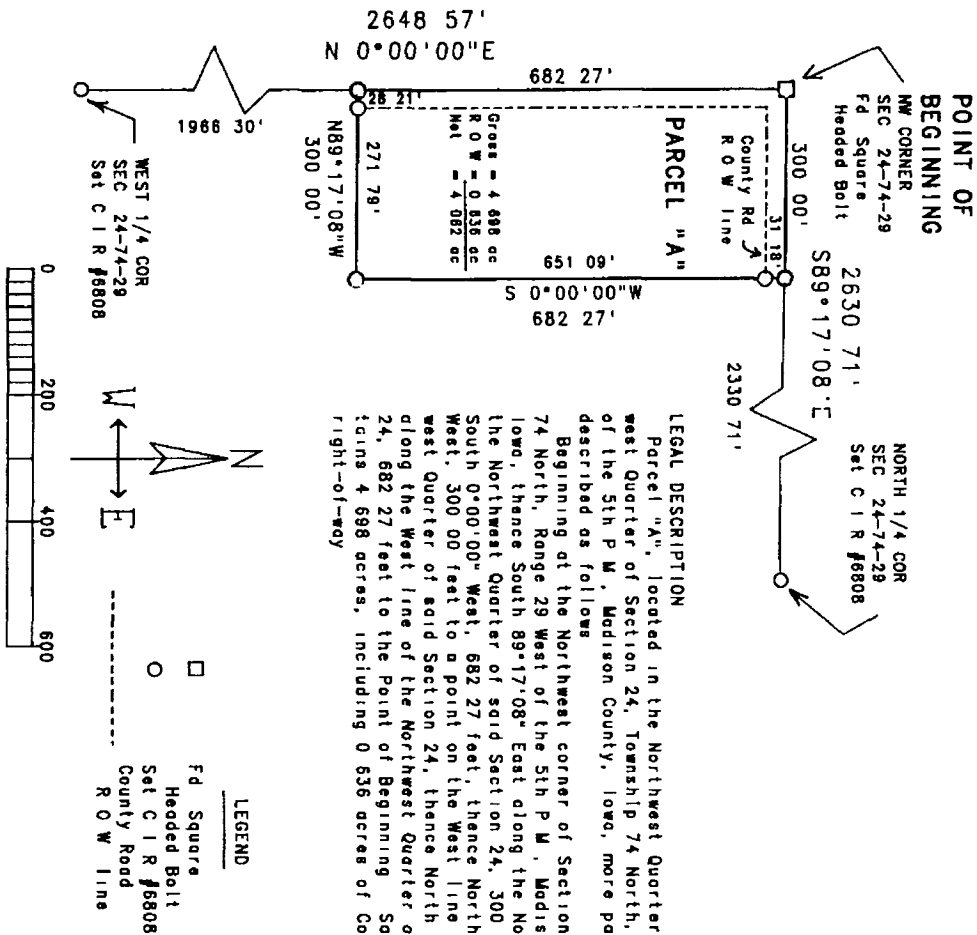 POINT OF
BEGINNING
NW CORNER
SEC 24-74-29
Fd Square
Headed Bolt
2648 57'
N 0°00'00"E
682 27'
300 00'
31 18'
2630 71'
S89°17'08"E
2330 71'
NORTH 1/4 COR
SEC 24-74-29
Set C I R #6808
County Rd
R O W line
PARCEL "A"
Gross = 4 698 ac
R O W = 0 636 ac
Net = 4 062 ac
651 09'
S 0°00'00"W
682 27'
28 21'
271 79'
N89°17'08"W
300 00'
1966 30'
WEST 1/4 COR
SEC 24-74-29
Set C I R #6808
LEGAL DESCRIPTION
Parcel "A", located in the Northwest Quarter
west Quarter of Section 24, Township 74 North,
of the 5th P M , Madison County, Iowa, more pa
described as follows
Beginning at the Northwest corner of Section
74 North, Range 29 West of the 5th P M , Madis
Iowa, thence South 89°17'08" East along the No
the Northwest Quarter of said Section 24, 300
South 0°00'00" West, 682 27 feet, thence North
West, 300 00 feet to a point on the West line
west Quarter of said Section 24, thence North
along the West line of the Northwest Quarter o
24, 682 27 feet to the Point of Beginning Sa
tains 4 698 acres, including 0 636 acres of Co
right-of-way
N
W E
0 200 400 600
LEGEND
Fd Square
Headed Bolt
Set C I R #6808
County Road
R O W line